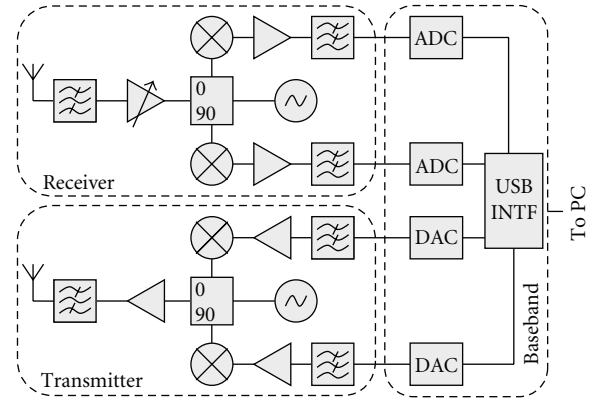 ADC
0
90
Receiver
ADC
USB
INTF
To PC
DAC
0
90
Baseband
Transmitter
DAC